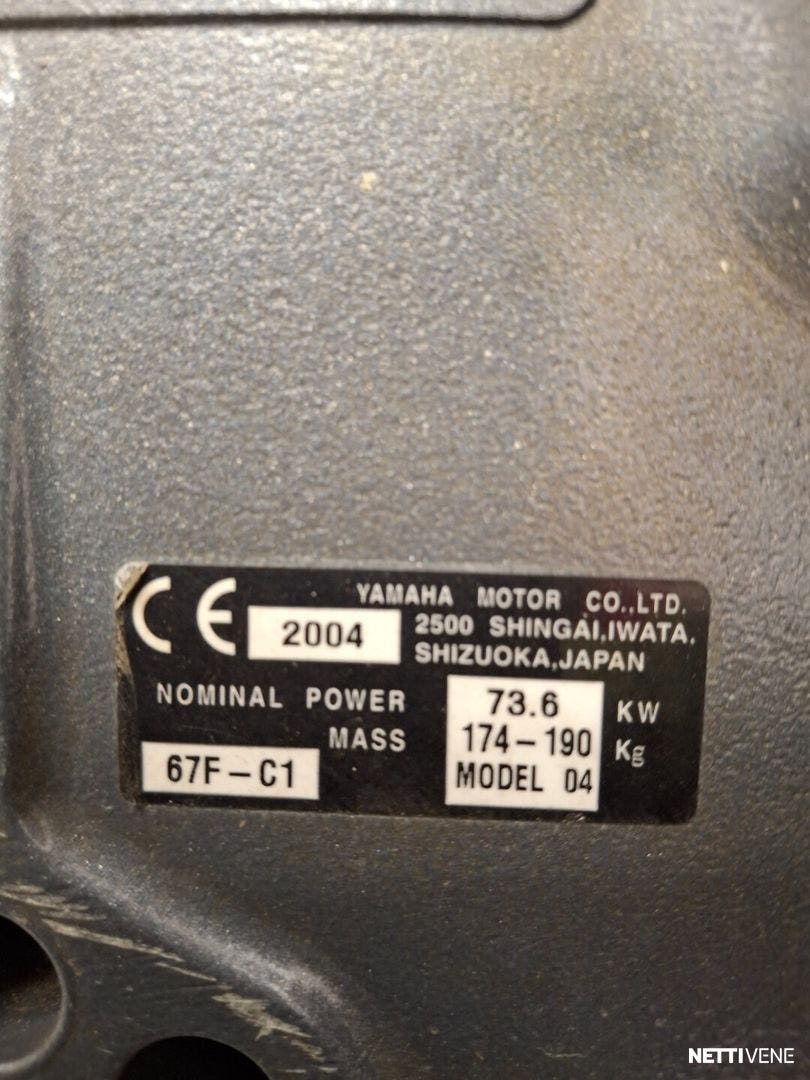 CE 2004
YAMAHA MOTOR CO.,LTD.
2500 SHINGAI,IWATA,
SHIZUOKA,JAPAN
NOMINAL POWER 73.6 KW
MASS 174-190 Kg
67F-C1 MODEL 04
NETTIVENE